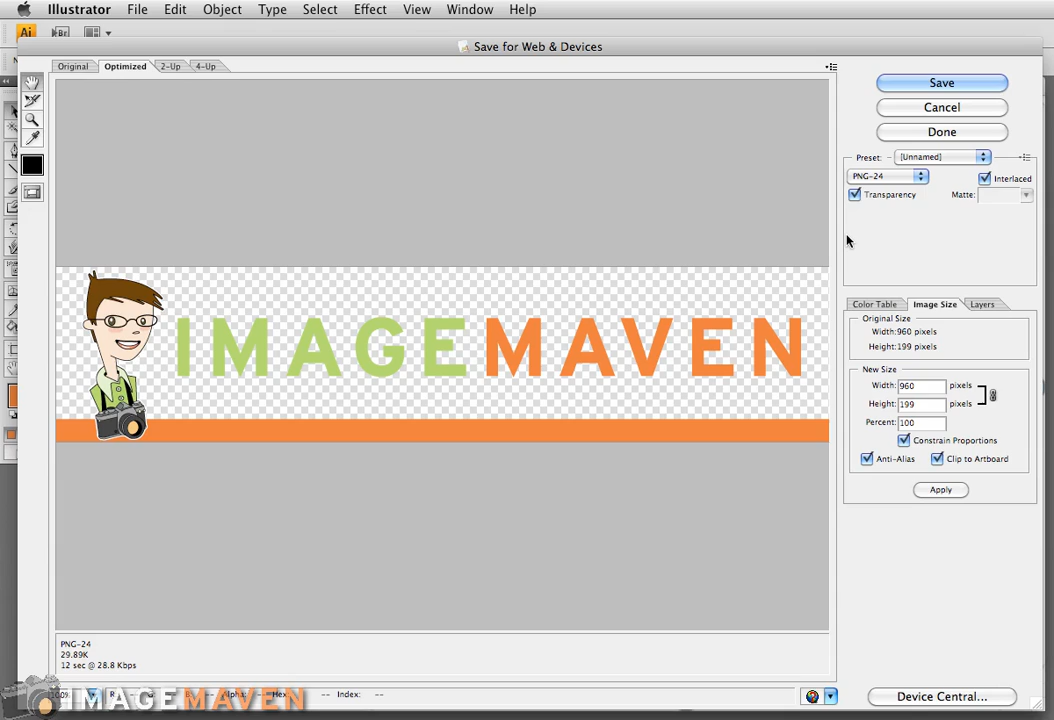 Illustrator File Edit Object Type Select Effect View Window Help
Ai Br
Save for Web & Devices
Original Optimized 2-Up 4-Up
Save
Cancel
Done
Preset: [Unnamed]
PNG-24 Interlaced
Transparency Matte:
IMAGEMAVEN
Color Table Image Size Layers
Original Size
Width: 960 pixels
Height: 199 pixels
New Size
Width: 960 pixels
Height: 199 pixels
Percent: 100
Constrain Proportions
Anti-Alias Clip to Artboard
Apply
PNG-24
29.89K
12 sec @ 28.8 Kbps
Alpha: -- Hex: -- Index: --
Device Central...
IMAGEMAVEN